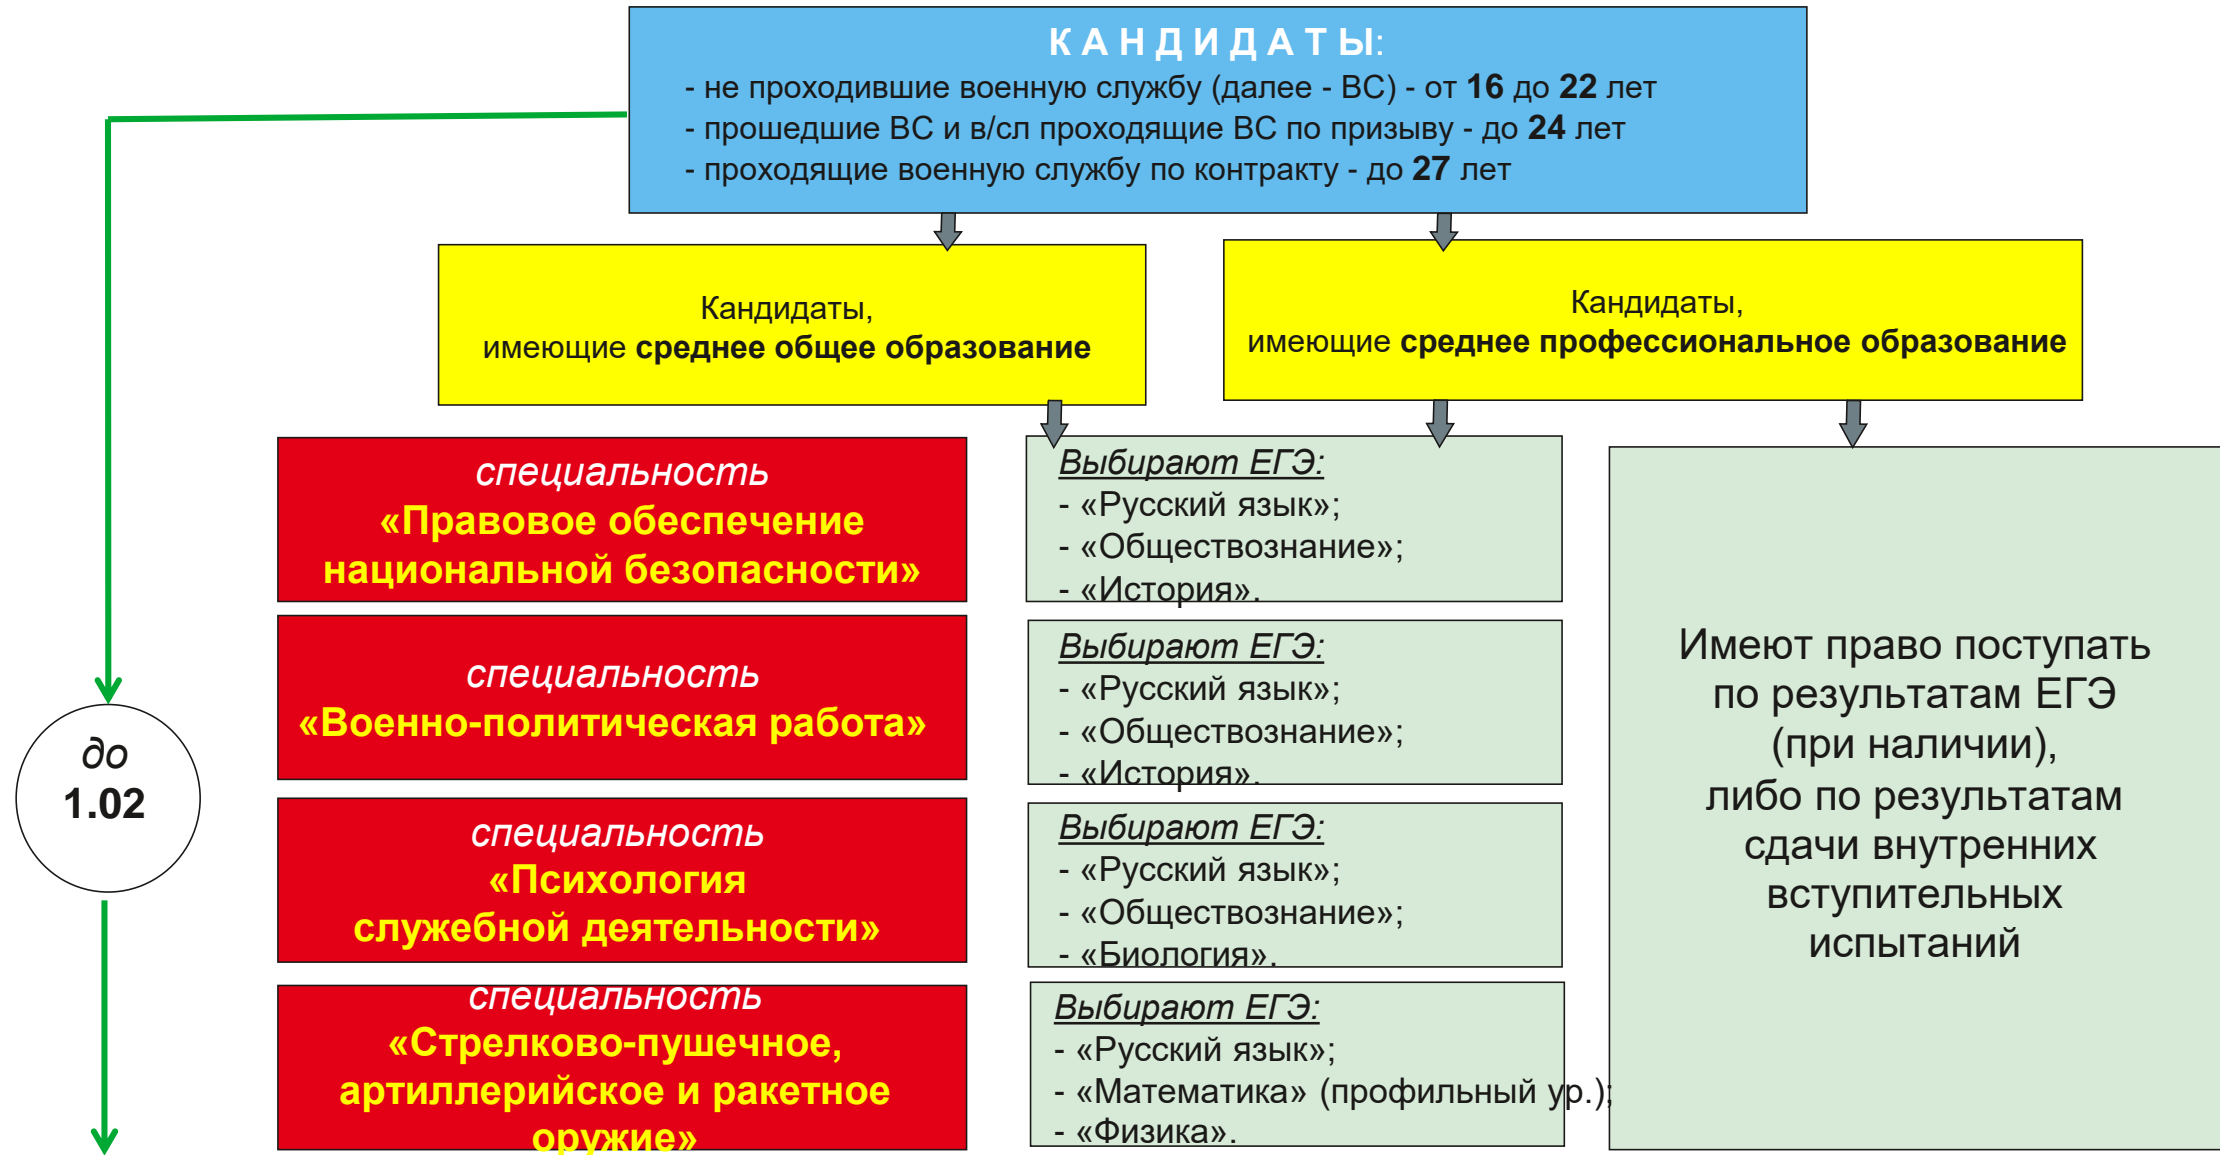 К А Н Д И Д А Т Ы:
- не проходившие военную службу (далее - ВС) - от 16 до 22 лет
- прошедшие ВС и в/сл проходящие ВС по призыву - до 24 лет
- проходящие военную службу по контракту - до 27 лет
Кандидаты,
имеющие среднее общее образование
Кандидаты,
имеющие среднее профессиональное образование
до
1.02
специальность
«Правовое обеспечение
национальной безопасности»
Выбирают ЕГЭ:
- «Русский язык»;
- «Обществознание»;
- «История».
специальность
«Военно-политическая работа»
Выбирают ЕГЭ:
- «Русский язык»;
- «Обществознание»;
- «История».
специальность
«Психология
служебной деятельности»
Выбирают ЕГЭ:
- «Русский язык»;
- «Обществознание»;
- «Биология».
специальность
«Стрелково-пушечное,
артиллерийское и ракетное
оружие»
Выбирают ЕГЭ:
- «Русский язык»;
- «Математика» (профильный ур.);
- «Физика».
Имеют право поступать
по результатам ЕГЭ
(при наличии),
либо по результатам
сдачи внутренних
вступительных
испытаний